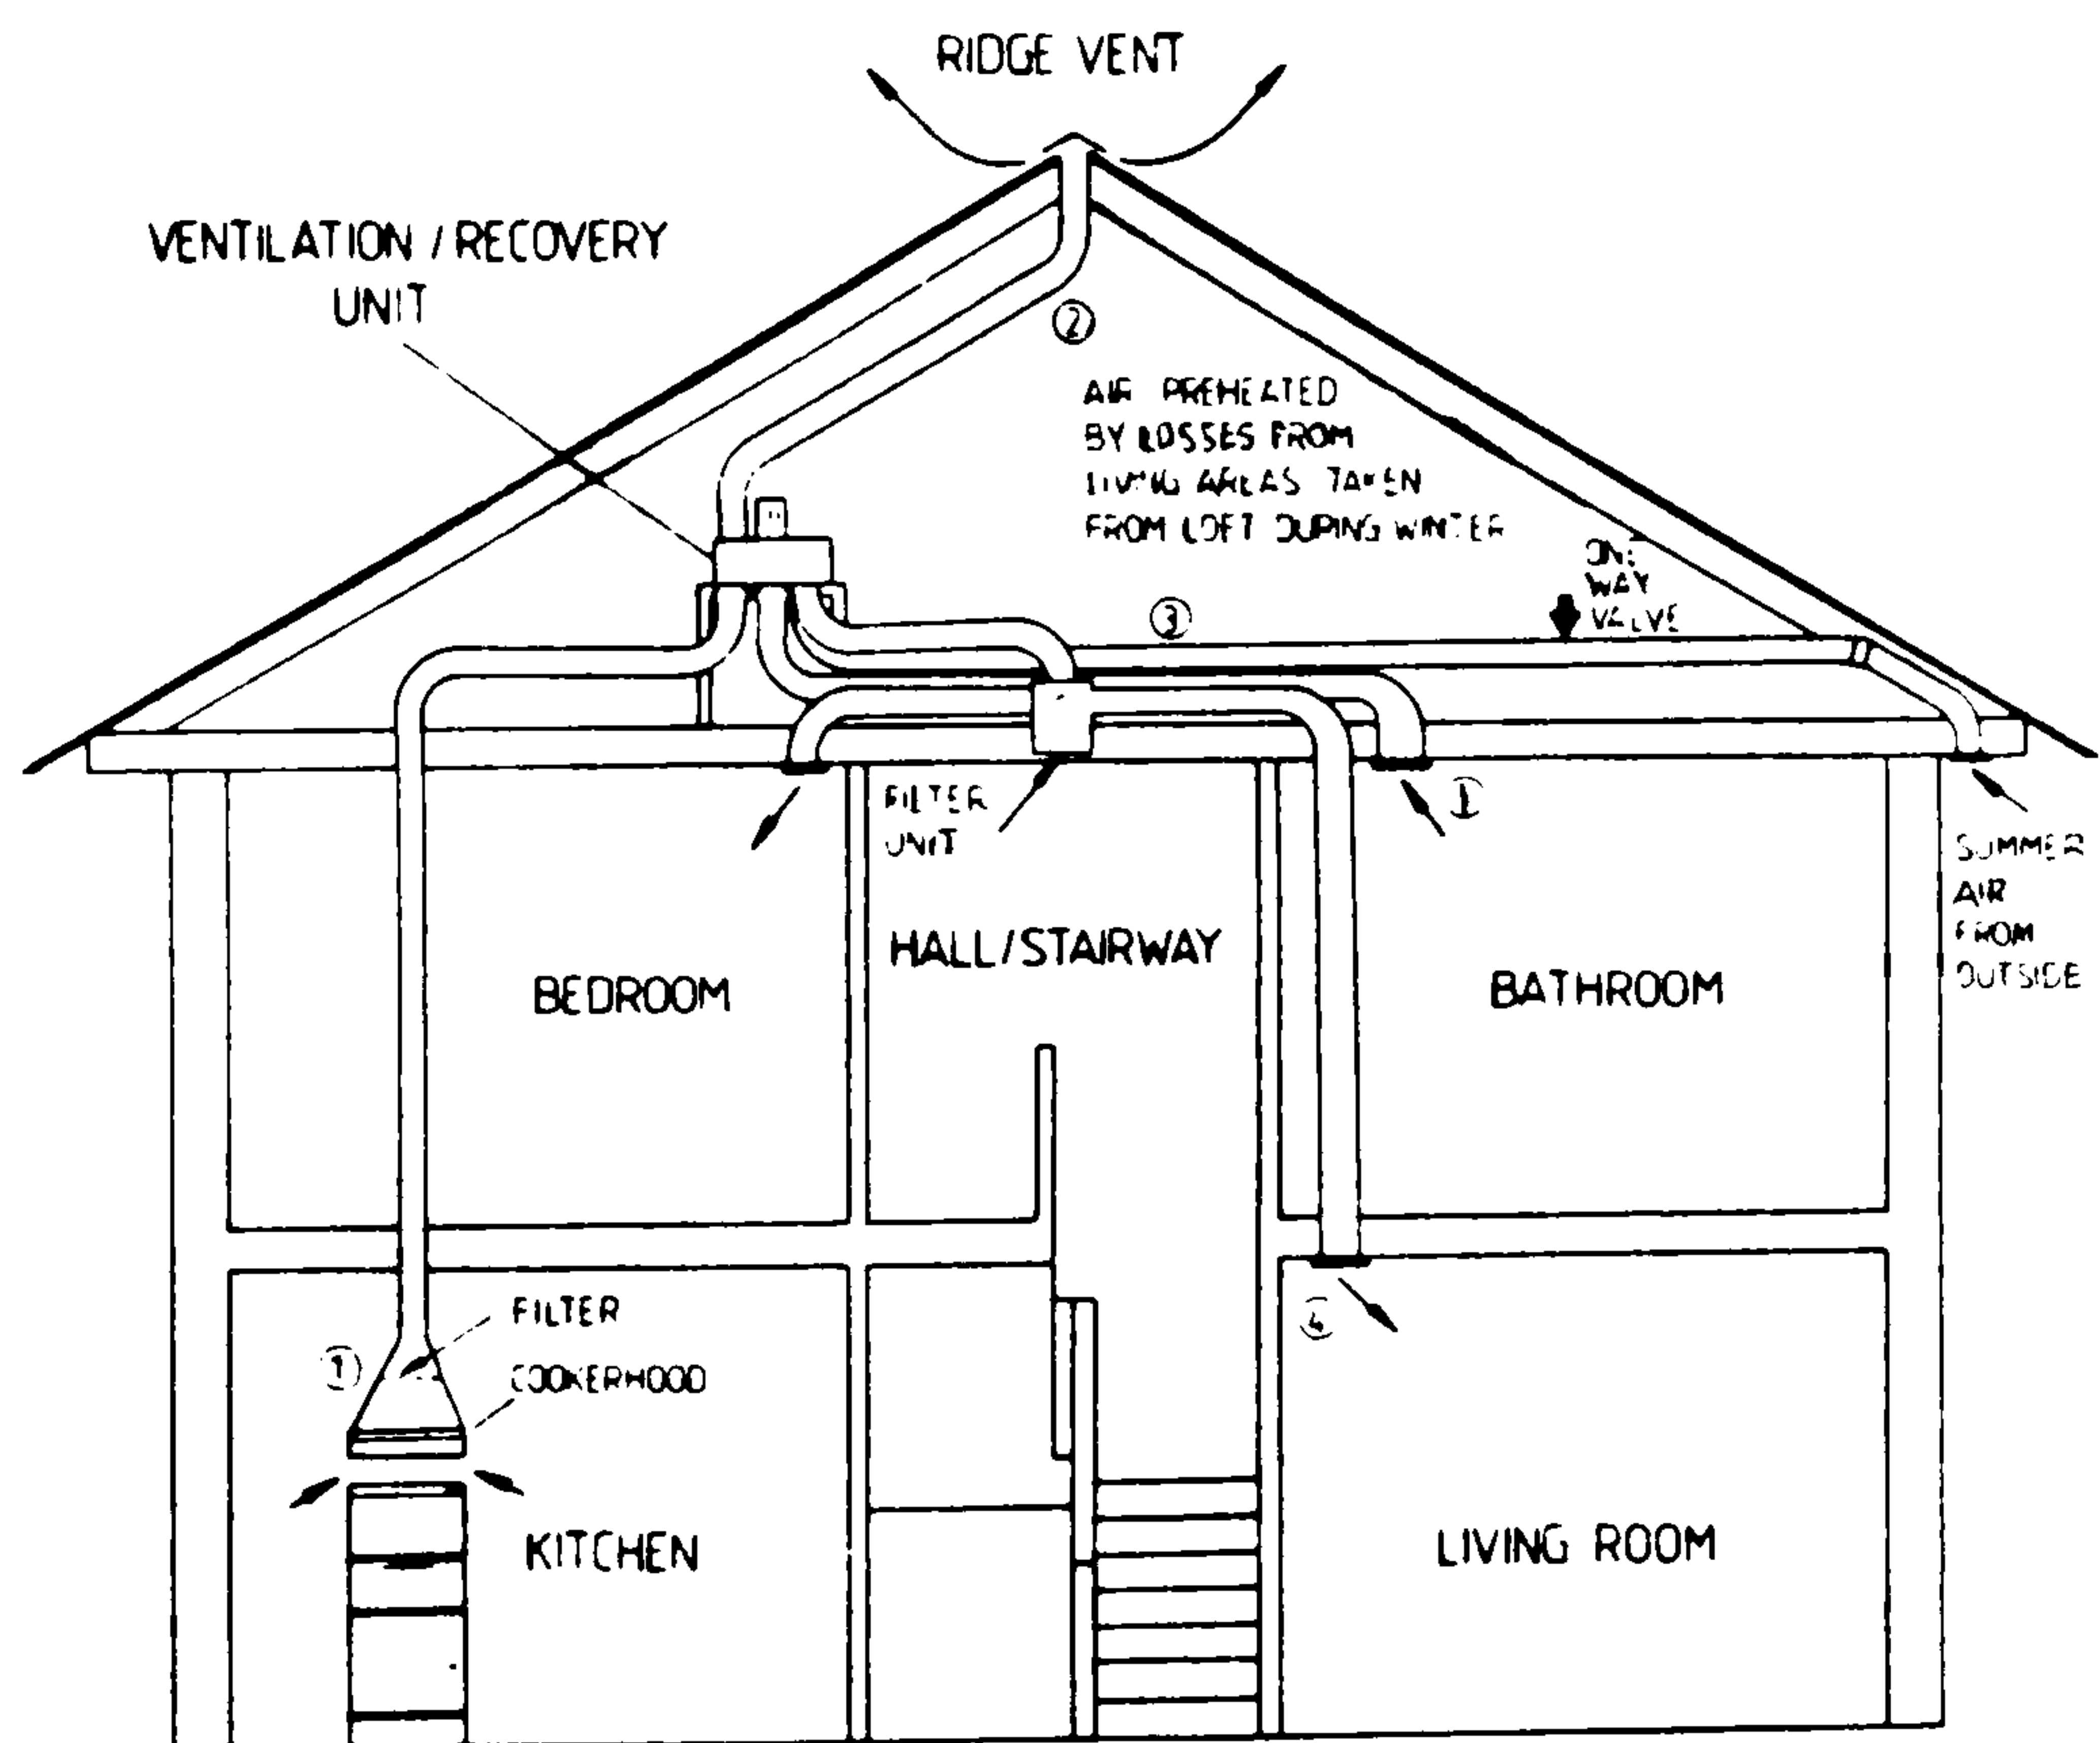 RIDGE VENT
VENTILATION / RECOVERY
UNIT
②
AIR PREHEATED
BY LOSSES FROM
LIVING AREAS TAKEN
FROM LOFT DURING WINTER
ONE
WAY
VALVE
③
FILTER
UNIT
①
SUMMER
AIR
FROM
OUTSIDE
HALL/STAIRWAY
BEDROOM
BATHROOM
FILTER
①
④
COOKERHOOD
KITCHEN
LIVING ROOM